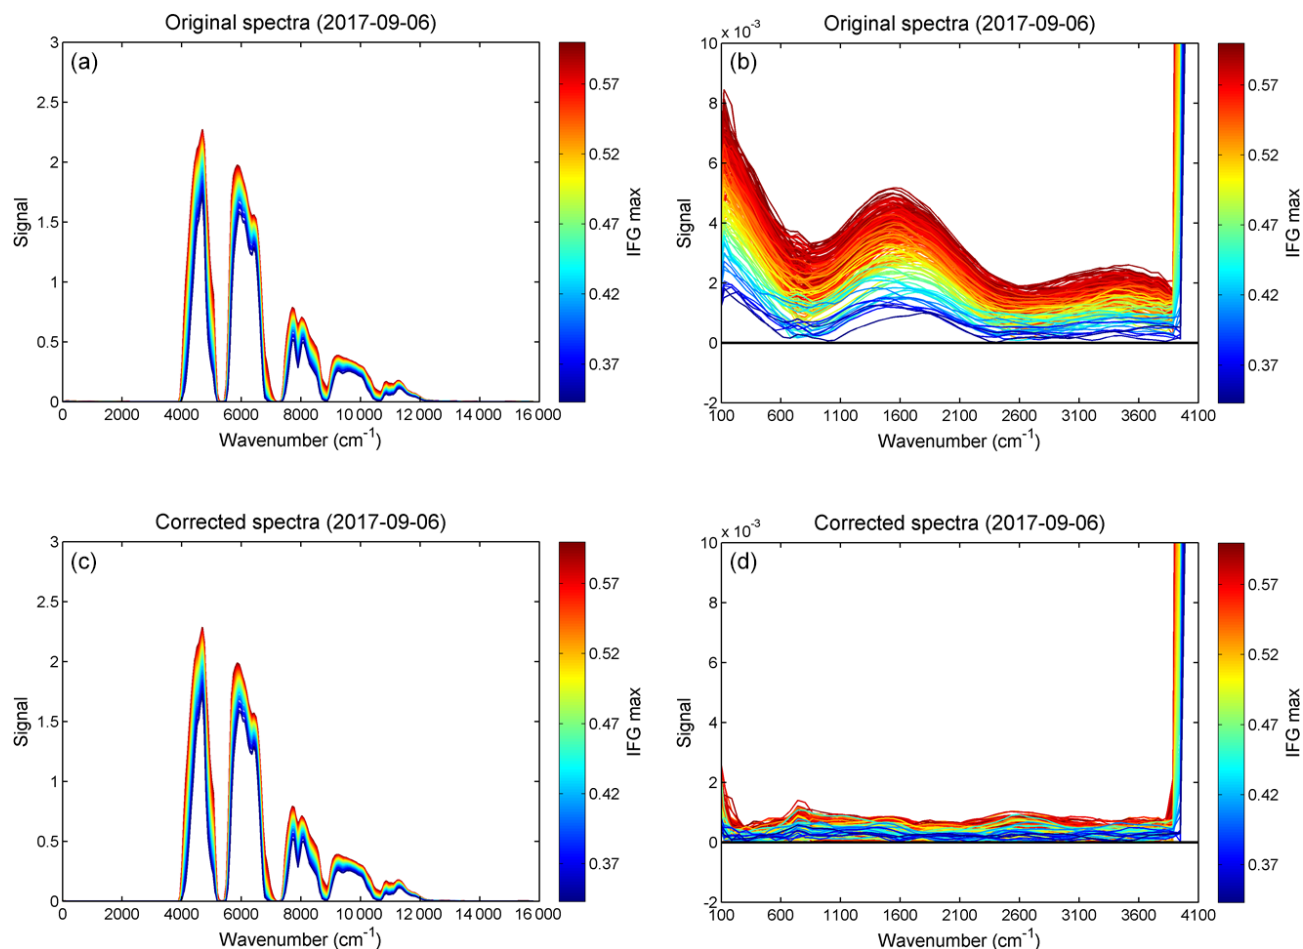 Original spectra (2017-09-06)
(a)
3
2.5
2
1.5
1
0.5
0
0 2000 4000 6000 8000 10 000 12 000 14 000 16 000
Signal
Wavenumber (cm⁻¹)
0.57
0.52
0.47
0.42
0.37
IFG max
Original spectra (2017-09-06)
x 10⁻³
(b)
10
8
6
4
2
0
-2
100 600 1100 1600 2100 2600 3100 3600 4100
Signal
Wavenumber (cm⁻¹)
0.57
0.52
0.47
0.42
0.37
IFG max
Corrected spectra (2017-09-06)
(c)
3
2.5
2
1.5
1
0.5
0
0 2000 4000 6000 8000 10 000 12 000 14 000 16 000
Signal
Wavenumber (cm⁻¹)
0.57
0.52
0.47
0.42
0.37
IFG max
Corrected spectra (2017-09-06)
x 10⁻³
(d)
10
8
6
4
2
0
-2
100 600 1100 1600 2100 2600 3100 3600 4100
Signal
Wavenumber (cm⁻¹)
0.57
0.52
0.47
0.42
0.37
IFG max